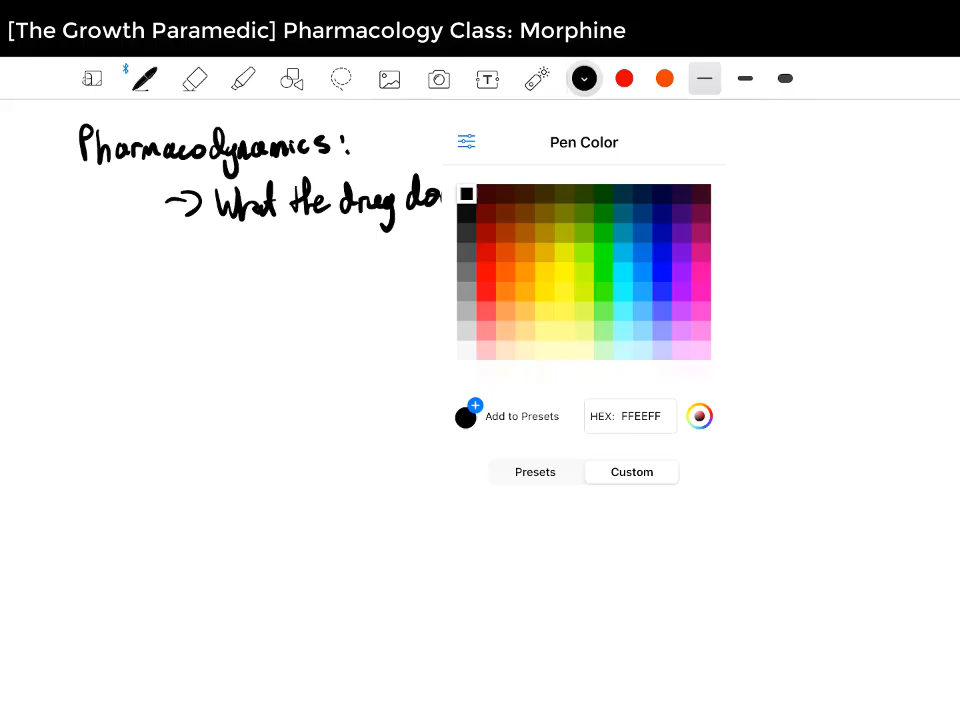 [The Growth Paramedic] Pharmacology Class: Morphine
T
Pharmacodynamics:
Pen Color
→ What the drug do
Add to Presets
HEX: FFEEFF
Presets
Custom